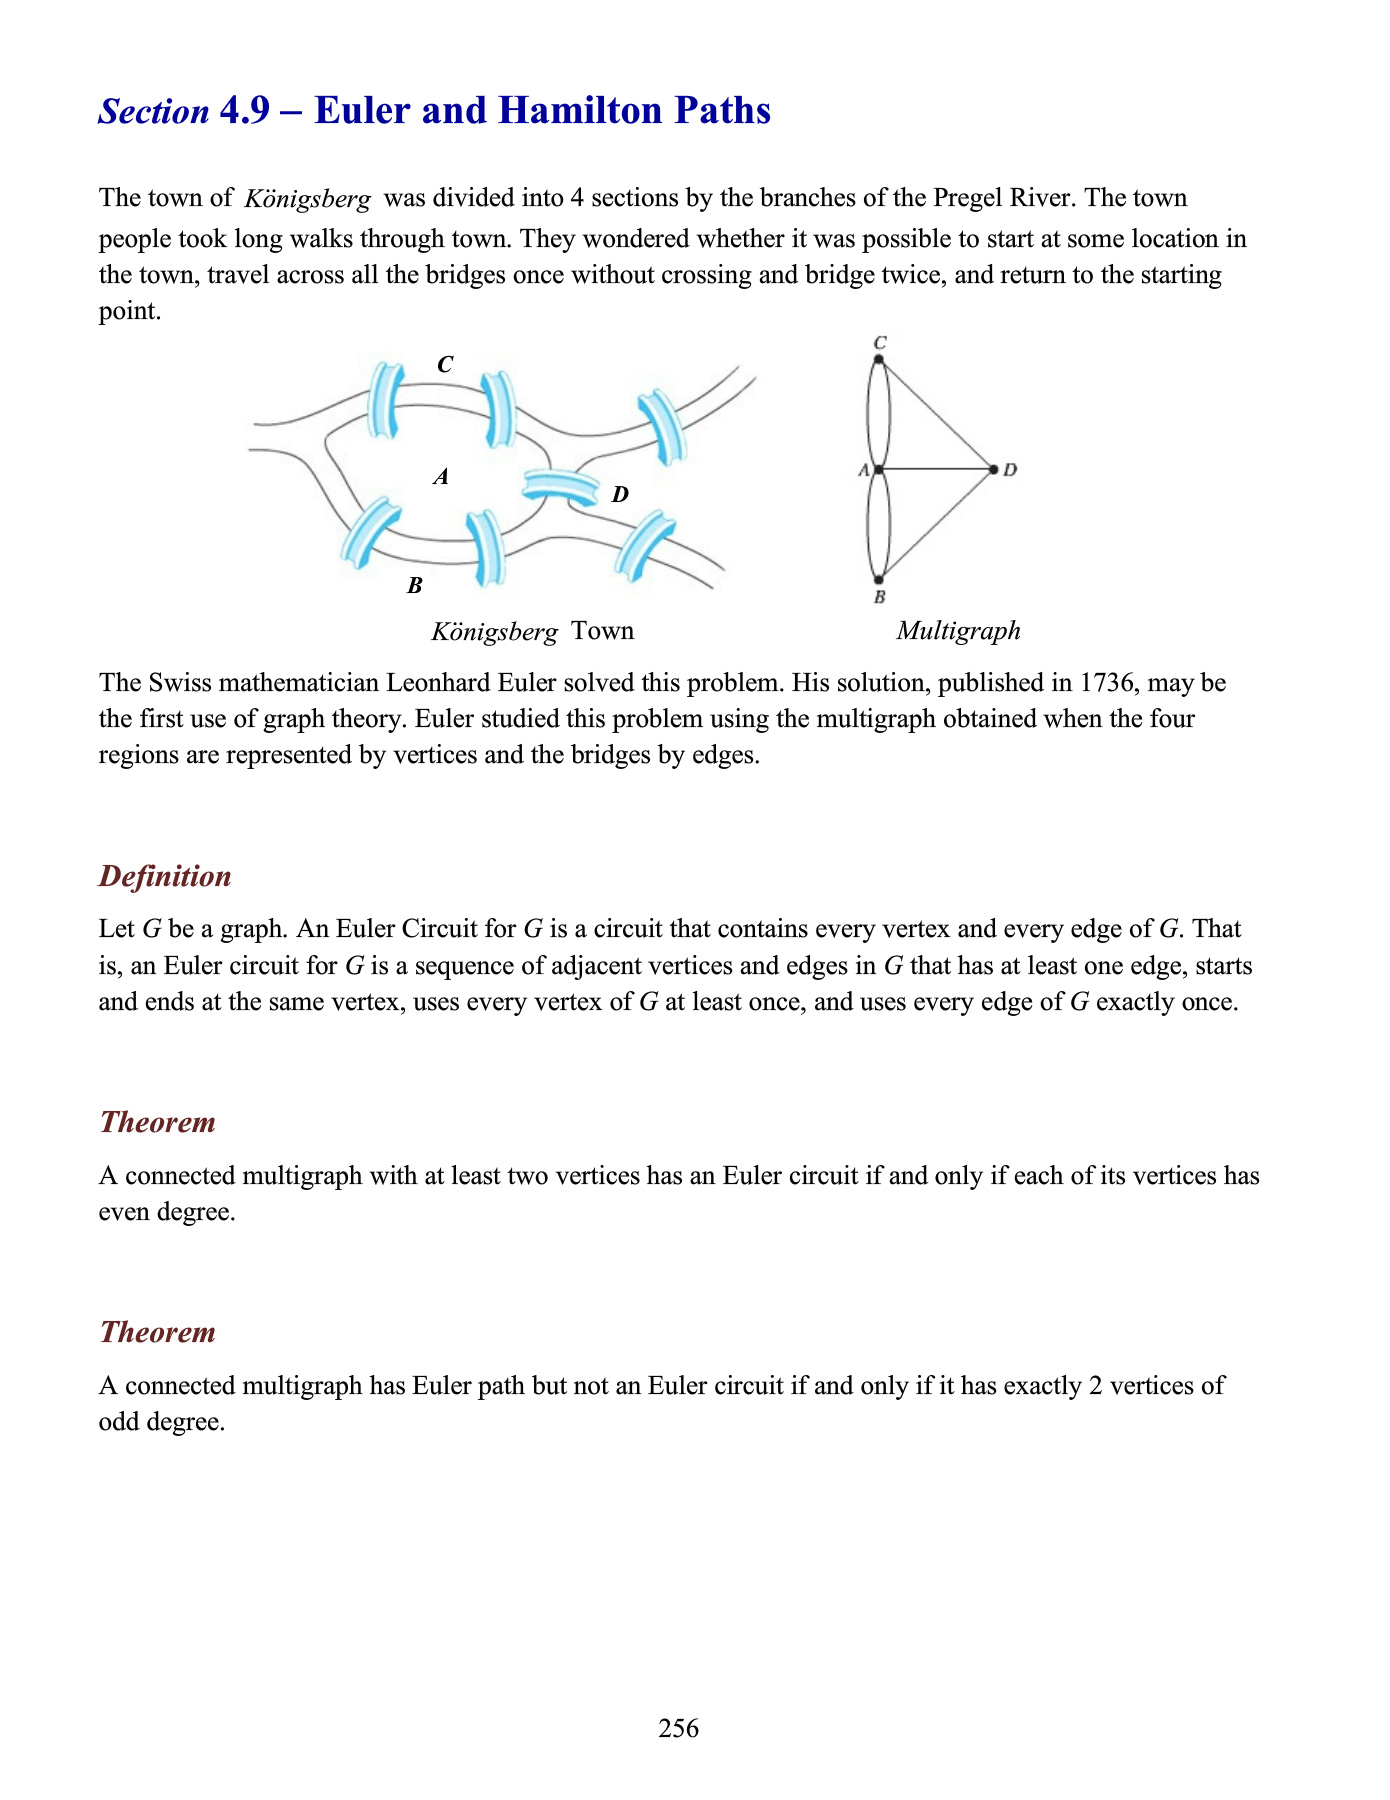 Section 4.9 – Euler and Hamilton Paths
The town of Königsberg was divided into 4 sections by the branches of the Pregel River. The town
people took long walks through town. They wondered whether it was possible to start at some location in
the town, travel across all the bridges once without crossing and bridge twice, and return to the starting
point.
C
A
D
B
C
A
D
B
Königsberg Town
Multigraph
The Swiss mathematician Leonhard Euler solved this problem. His solution, published in 1736, may be
the first use of graph theory. Euler studied this problem using the multigraph obtained when the four
regions are represented by vertices and the bridges by edges.
Definition
Let G be a graph. An Euler Circuit for G is a circuit that contains every vertex and every edge of G. That
is, an Euler circuit for G is a sequence of adjacent vertices and edges in G that has at least one edge, starts
and ends at the same vertex, uses every vertex of G at least once, and uses every edge of G exactly once.
Theorem
A connected multigraph with at least two vertices has an Euler circuit if and only if each of its vertices has
even degree.
Theorem
A connected multigraph has Euler path but not an Euler circuit if and only if it has exactly 2 vertices of
odd degree.
256